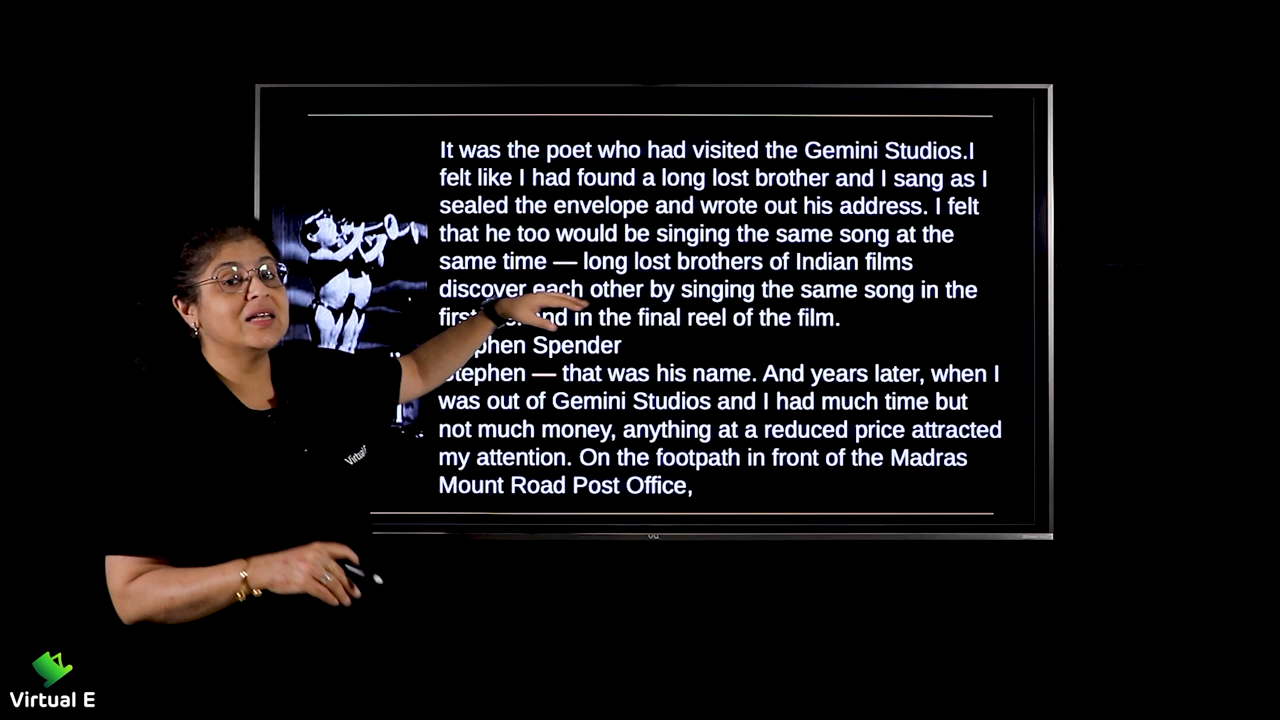 It was the poet who had visited the Gemini Studios.I
felt like I had found a long lost brother and I sang as I
sealed the envelope and wrote out his address. I felt
that he too would be singing the same song at the
same time — long lost brothers of Indian films
discover each other by singing the same song in the
first and in the final reel of the film.
Spender
Stephen — that was his name. And years later, when I
was out of Gemini Studios and I had much time but
not much money, anything at a reduced price attracted
my attention. On the footpath in front of the Madras
Mount Road Post Office,
Virtual E